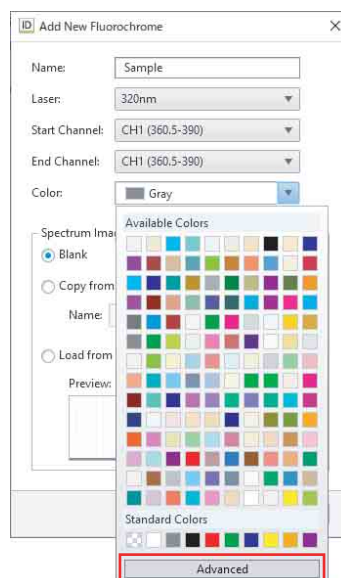 ID Add New Fluorochrome
Name: Sample
Laser: 320nm
Start Channel: CH1 (360.5-390)
End Channel: CH1 (360.5-390)
Color: Gray
Available Colors
Spectrum
Blank
Copy from
Name:
Load from
Preview:
Standard Colors
Advanced